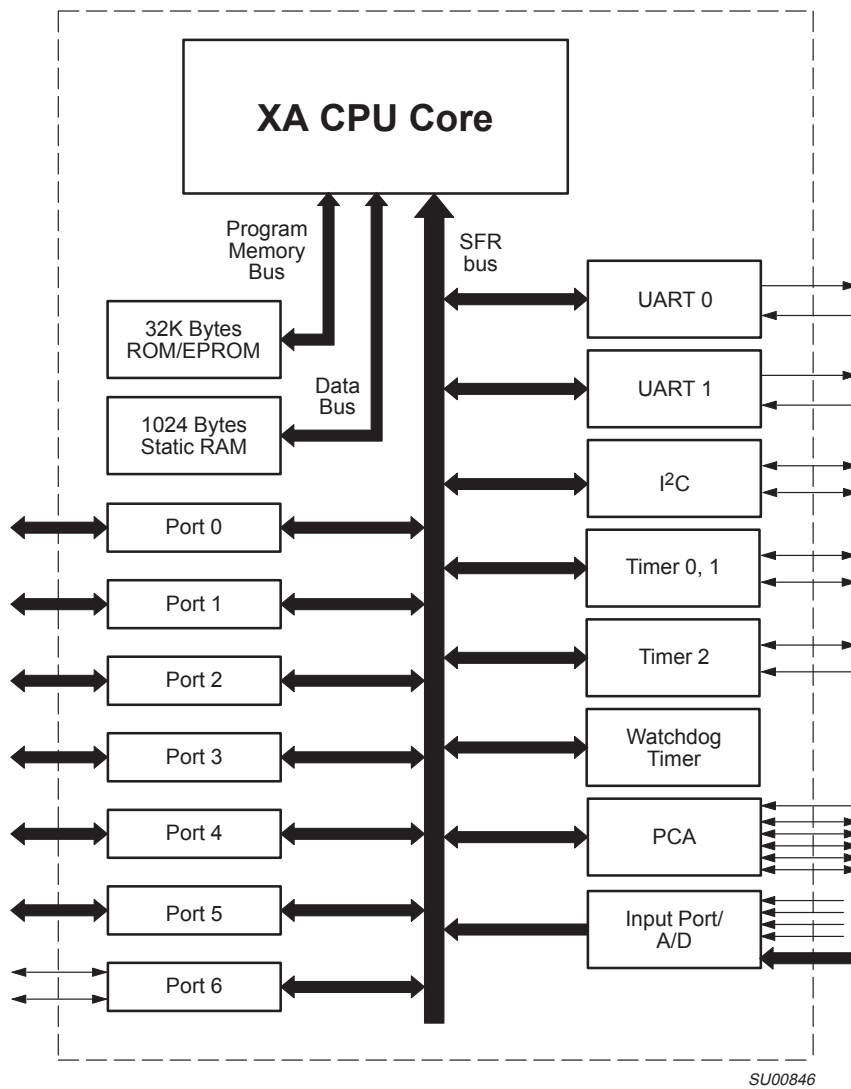 XA CPU Core
Program
Memory
Bus
SFR
bus
32K Bytes
ROM/EPROM
Data
Bus
1024 Bytes
Static RAM
Port 0
Port 1
Port 2
Port 3
Port 4
Port 5
Port 6
UART 0
UART 1
I²C
Timer 0, 1
Timer 2
Watchdog
Timer
PCA
Input Port/
A/D
SU00846